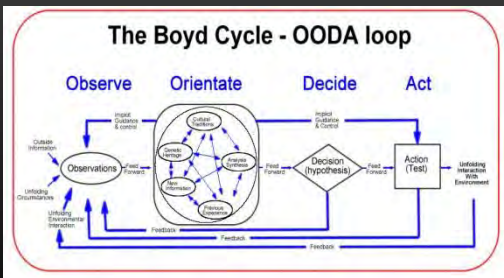 The Boyd Cycle - OODA loop
Observe
Orientate
Decide
Act
Implicit
Guidance
& control
Cultural
Traditions
Implicit
Guidance
& Control
Outside
Information
Genetic
Heritage
Analysis
Synthesis
Observations
Feed
Forward
Feed
Forward
Decision
(hypothesis)
Feed
Forward
Action
(Test)
Unfolding
Interaction
With
Environment
New
Information
Unfolding
Circumstances
Previous
Experience
Unfolding
Environmental
Interaction
Feedback
Feedback
Feedback